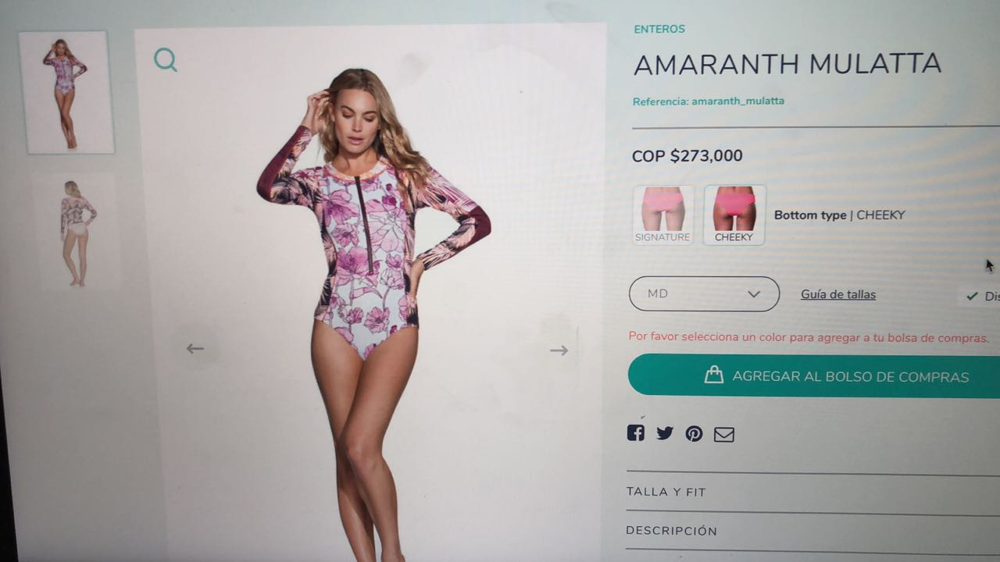 ENTEROS
AMARANTH MULATTA
Referencia: amaranth_mulatta
COP $273,000
SIGNATURE
CHEEKY
Bottom type | CHEEKY
MD
Guía de tallas
Por favor selecciona un color para agregar a tu bolsa de compras.
AGREGAR AL BOLSO DE COMPRAS
TALLA Y FIT
DESCRIPCIÓN